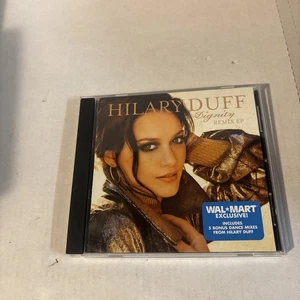 HILARY DUFF
Dignity
REMIX EP
WAL★MART
EXCLUSIVE!
INCLUDES
5 BONUS DANCE MIXES
FROM HILARY DUFF